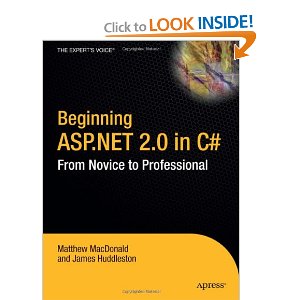 Click to LOOK INSIDE!
THE EXPERT'S VOICE®
Beginning
ASP.NET 2.0 in C#
From Novice to Professional
Matthew MacDonald
and James Huddleston
Apress®